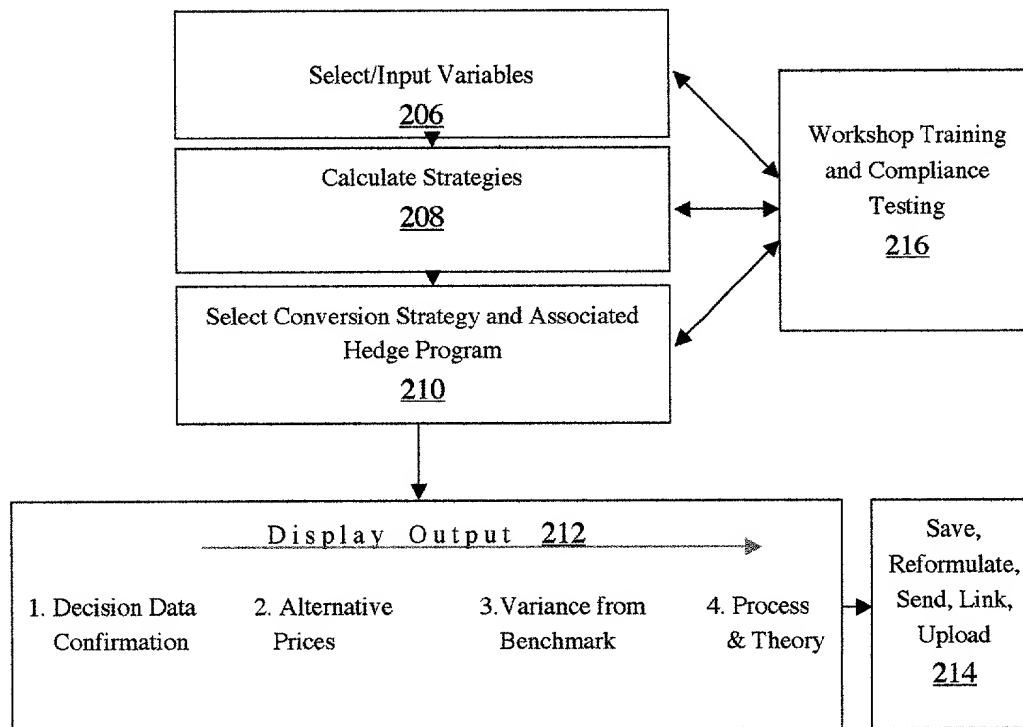 Select/Input Variables
206
Calculate Strategies
208
Select Conversion Strategy and Associated
Hedge Program
210
Workshop Training
and Compliance
Testing
216
Display Output 212
1. Decision Data
Confirmation
2. Alternative
Prices
3.Variance from
Benchmark
4. Process
& Theory
Save,
Reformulate,
Send, Link,
Upload
214